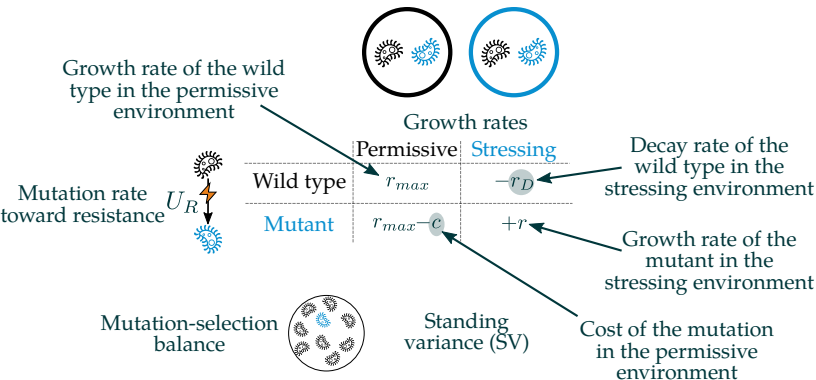 Growth rate of the wild
type in the permissive
environment
Growth rates
Permissive Stressing
Wild type r_max −r_D
Mutant r_max−c +r
Mutation rate
toward resistance U_R
Decay rate of the
wild type in the
stressing environment
Growth rate of the
mutant in the
stressing environment
Mutation-selection
balance
Standing
variance (SV)
Cost of the mutation
in the permissive
environment